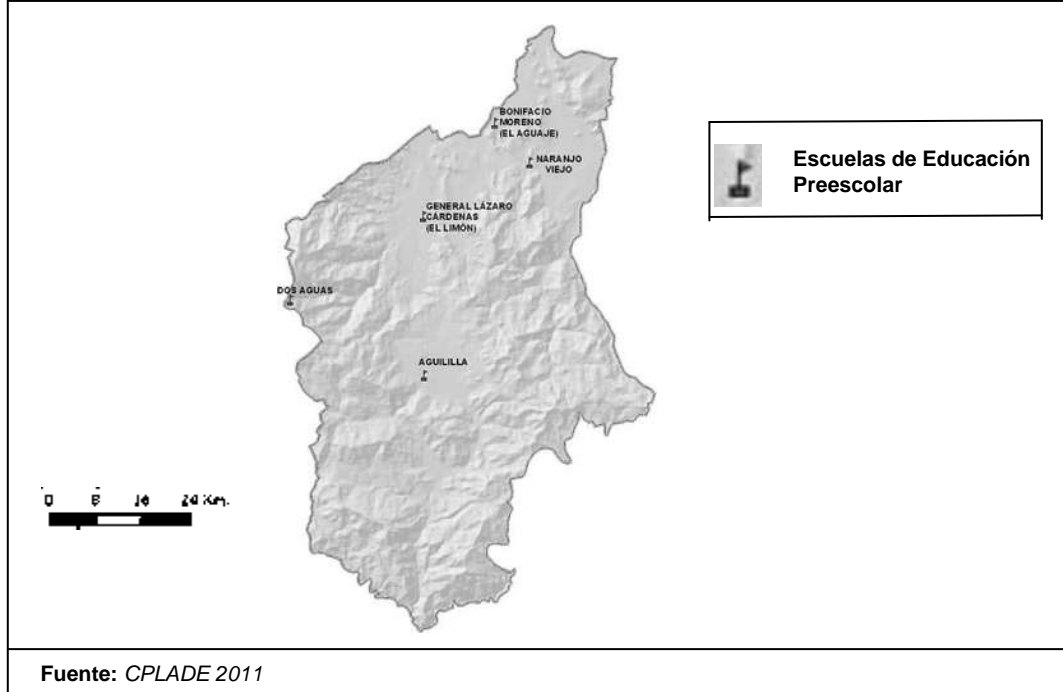 BONIFACIO
MORENO
(EL AGUAJE)
NARANJO
VIEJO
GENERAL LÁZARO
CÁRDENAS
(EL LIMÓN)
DOS AGUAS
AGUILILLA
Escuelas de Educación
Preescolar
Km.
Fuente: CPLADE 2011